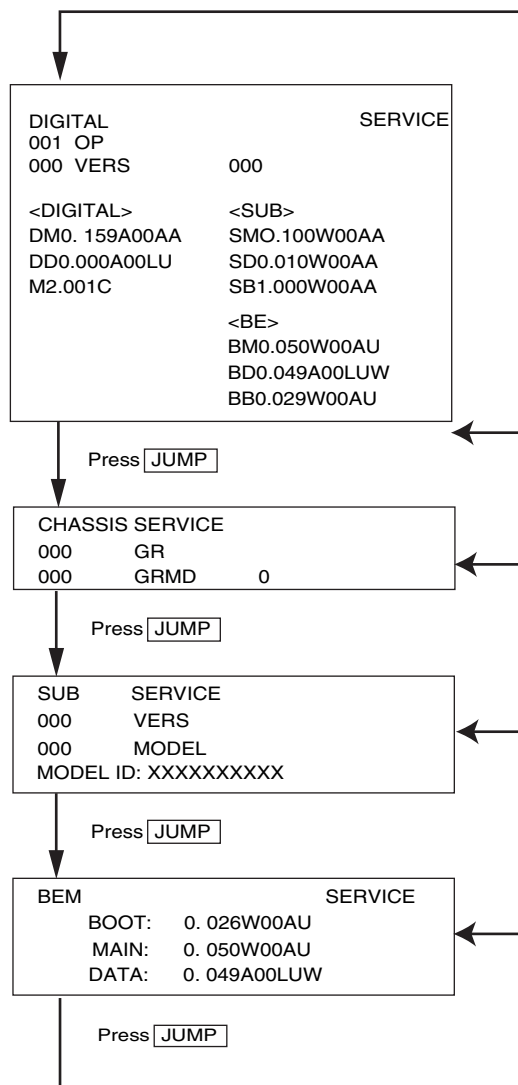 DIGITAL SERVICE
001 OP
000 VERS 000
<DIGITAL> <SUB>
DM0. 159A00AA SMO.100W00AA
DD0.000A00LU SD0.010W00AA
M2.001C SB1.000W00AA
<BE>
BM0.050W00AU
BD0.049A00LUW
BB0.029W00AU
Press JUMP
CHASSIS SERVICE
000 GR
000 GRMD 0
Press JUMP
SUB SERVICE
000 VERS
000 MODEL
MODEL ID: XXXXXXXXXX
Press JUMP
BEM SERVICE
BOOT: 0. 026W00AU
MAIN: 0. 050W00AU
DATA: 0. 049A00LUW
Press JUMP